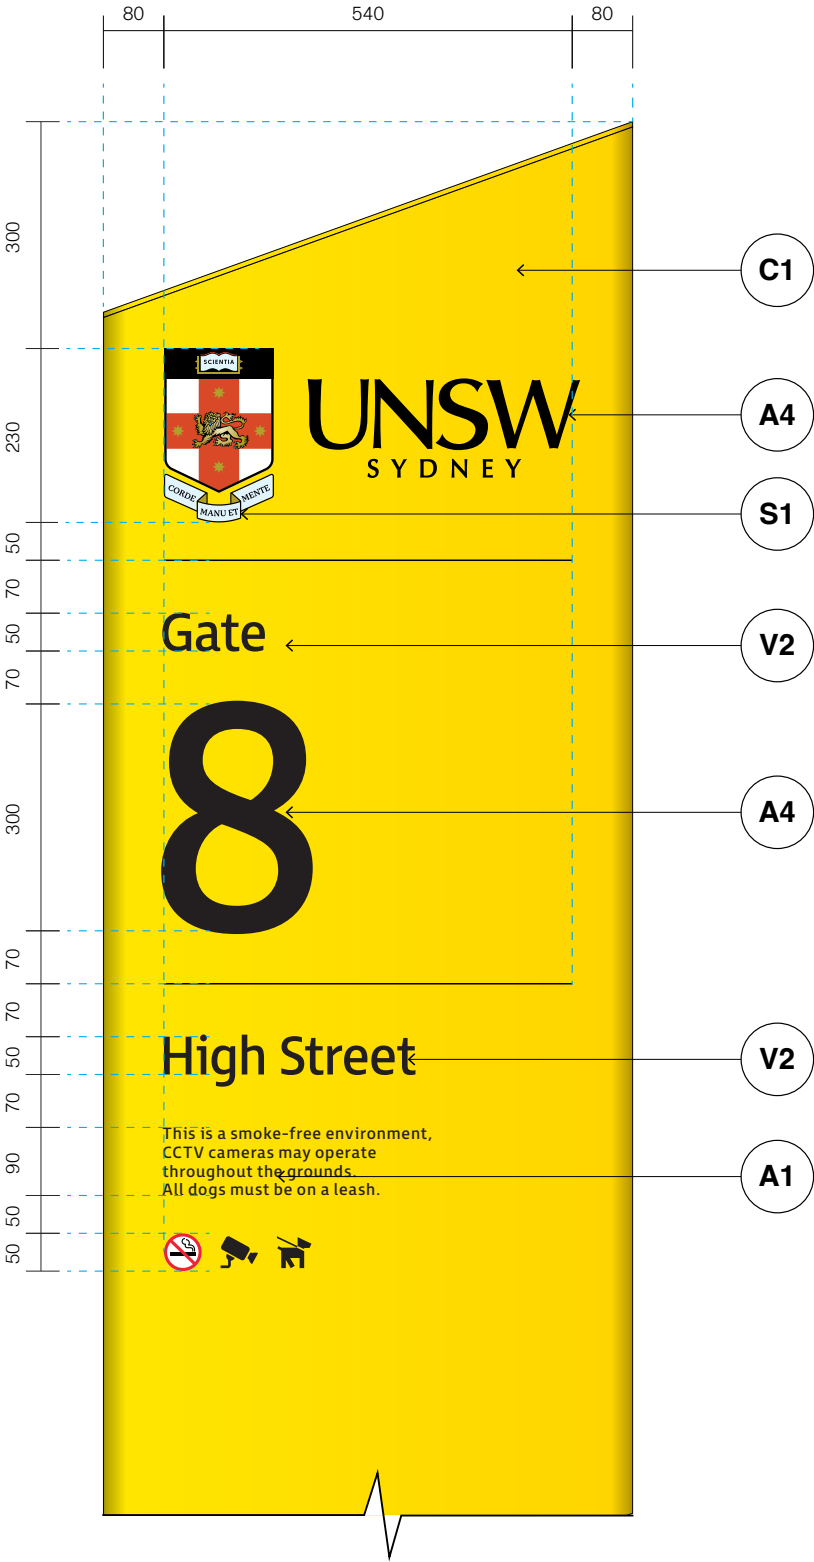 80
540
80
300
C1
SCIENTIA
UNSW
SYDNEY
A4
230
CORDE
MANU ET
MENTE
S1
50
70
Gate
50
V2
70
8
300
A4
70
70
High Street
50
V2
70
This is a smoke-free environment,
CCTV cameras may operate
throughout the grounds.
All dogs must be on a leash.
90
A1
50
50